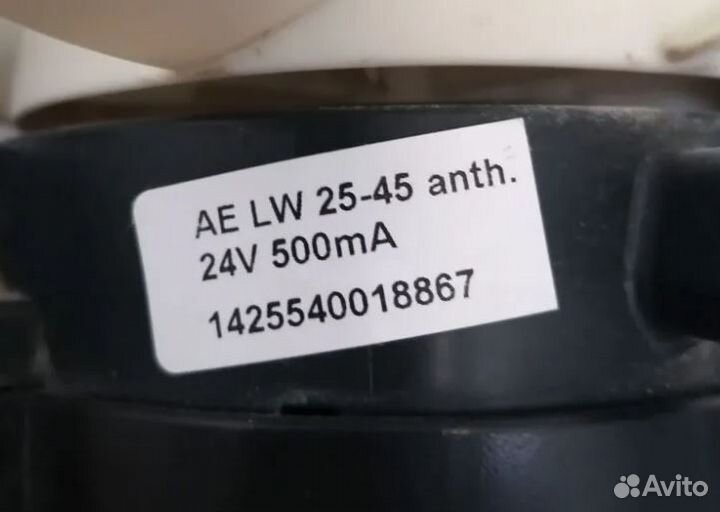 AE LW 25-45 anth.
24V 500mA
1425540018867
Avito